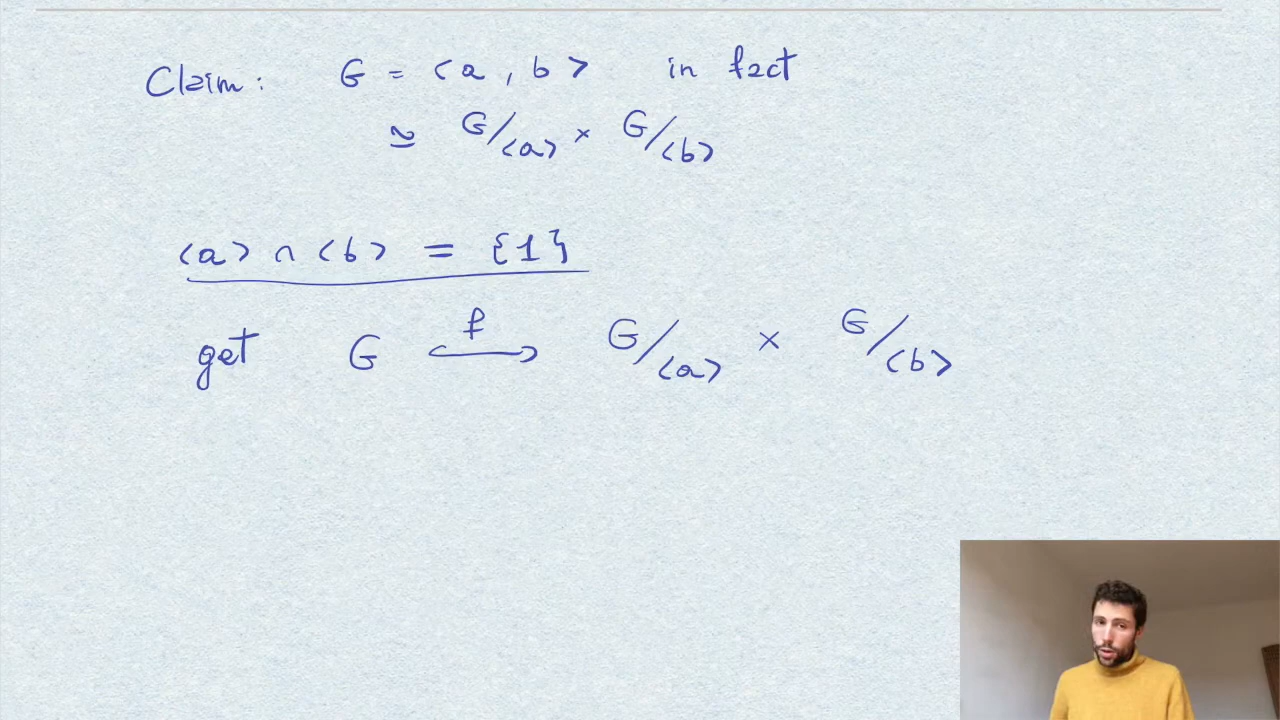 Claim: G = <a, b> in fact
≃ G/<a> × G/<b>
<a> ∩ <b> = {1}
get G f ↪ G/<a> × G/<b>